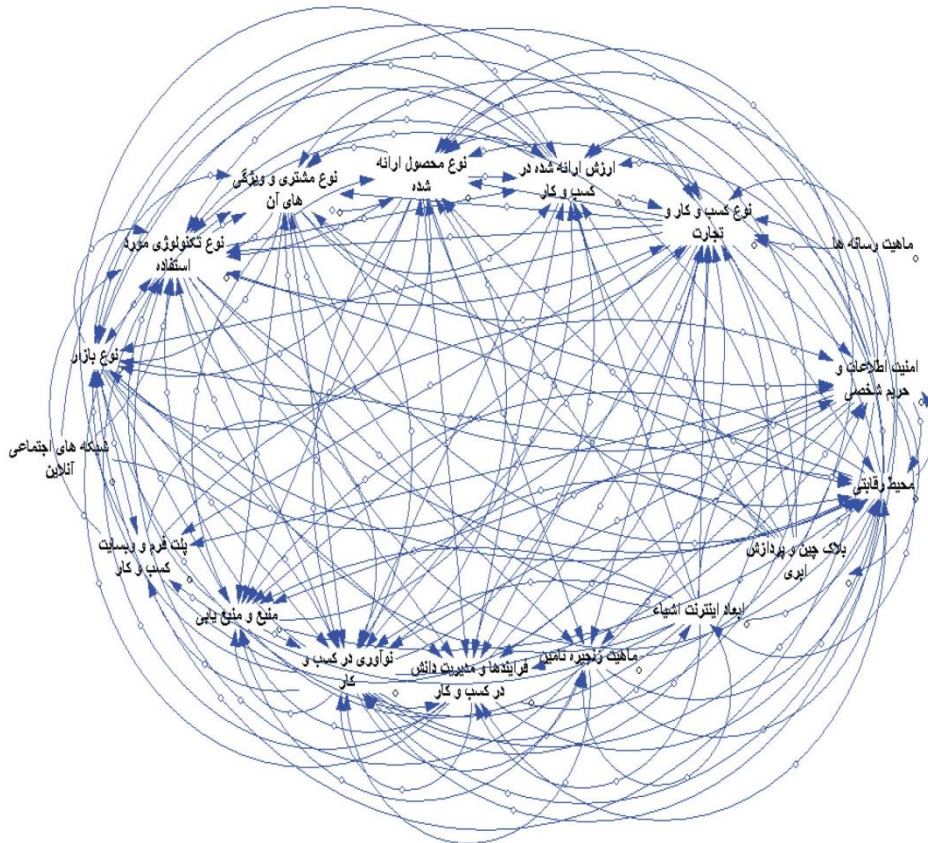 نوع محصول ارائه
شده
ارزش ارائه شده در
کسب و کار
نوع مشتری و ویژگی
های آن
نوع کسب و کار و
تجارت
نوع تکنولوژی مورد
استفاده
ماهیت رسانه ها
نوع بازار
امنیت اطلاعات و
حریم شخصی
شبکه های اجتماعی
آنلاین
محیط رقابتی
پلت فرم و وبسایت
کسب و کار
بلاک چین و پردازش
ابری
منبع و منبع یابی
ابعاد اینترنت اشیاء
نوآوری در کسب و
کار
فرایندها و مدیریت دانش
در کسب و کار
ماهیت زنجیره تامین